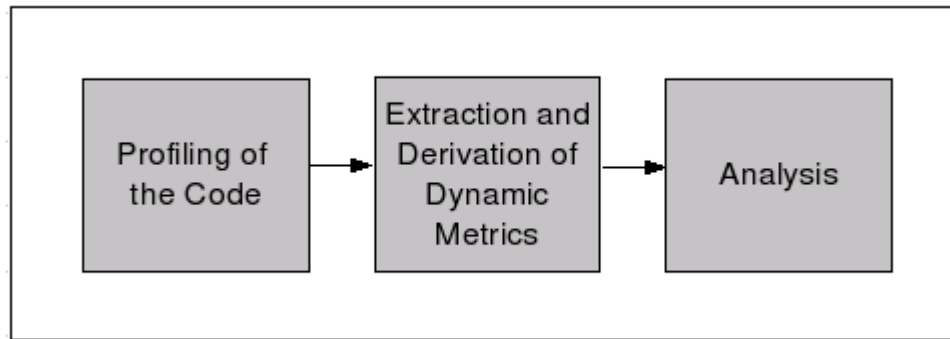 Profiling of
the Code
Extraction and
Derivation of
Dynamic
Metrics
Analysis